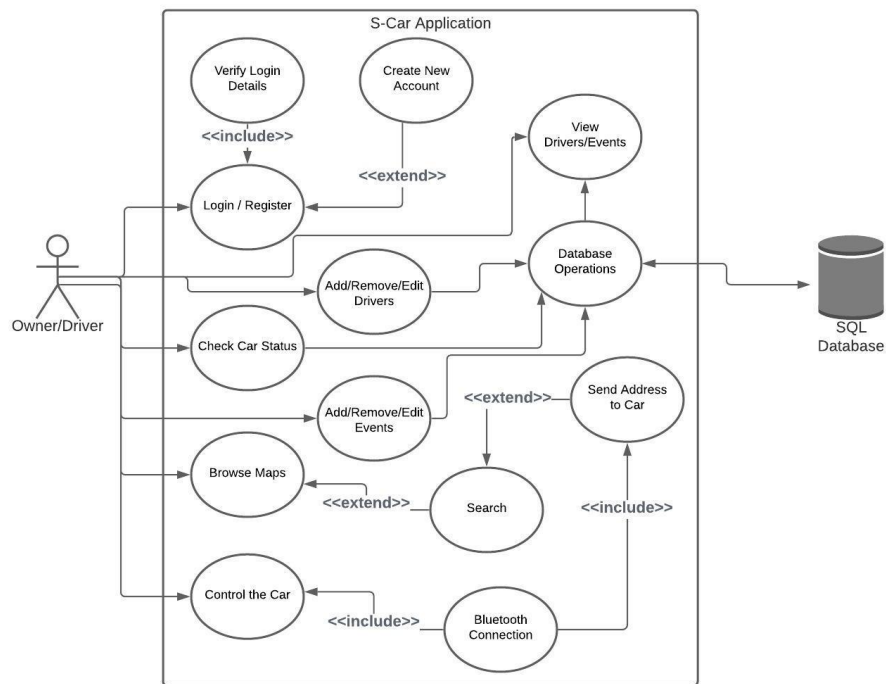 S-Car Application
Verify Login
Details
Create New
Account
<<include>>
View
Drivers/Events
<<extend>>
Login / Register
Database
Operations
Add/Remove/Edit
Drivers
Owner/Driver
SQL
Database
Check Car Status
Send Address
to Car
<<extend>>
Add/Remove/Edit
Events
Browse Maps
<<extend>>
Search
<<include>>
Control the Car
<<include>>
Bluetooth
Connection